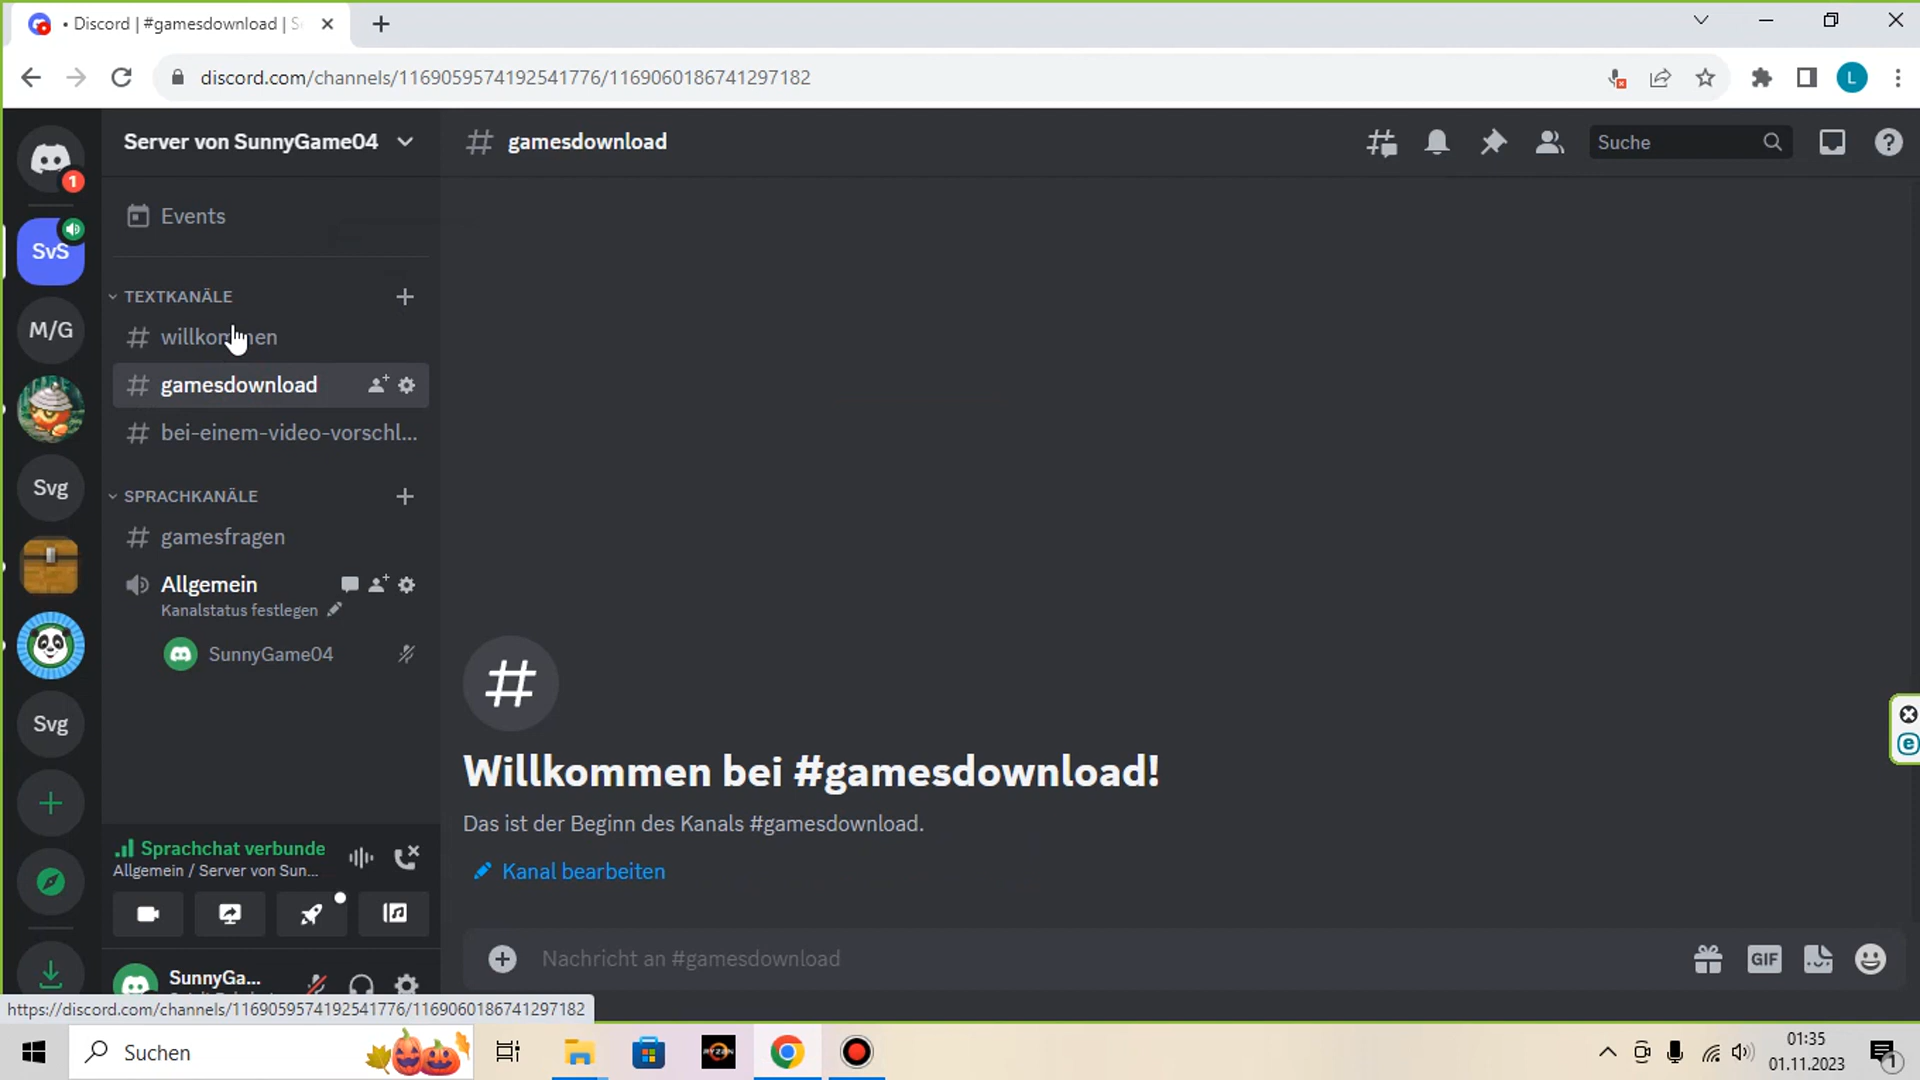 • Discord | #gamesdownload | S
discord.com/channels/1169059574192541776/1169060186741297182
L
Server von SunnyGame04
# gamesdownload
Suche
1
SvS
M/G
Svg
Svg
Events
TEXTKANÄLE
# willkommen
# gamesdownload
# bei-einem-video-vorschl...
SPRACHKANÄLE
# gamesfragen
Allgemein
Kanalstatus festlegen
SunnyGame04
Sprachchat verbunde
Allgemein / Server von Sun...
SunnyGa...
#
Willkommen bei #gamesdownload!
Das ist der Beginn des Kanals #gamesdownload.
Kanal bearbeiten
Nachricht an #gamesdownload
GIF
https://discord.com/channels/1169059574192541776/1169060186741297182
Suchen
RYZEN
01:35
01.11.2023
1